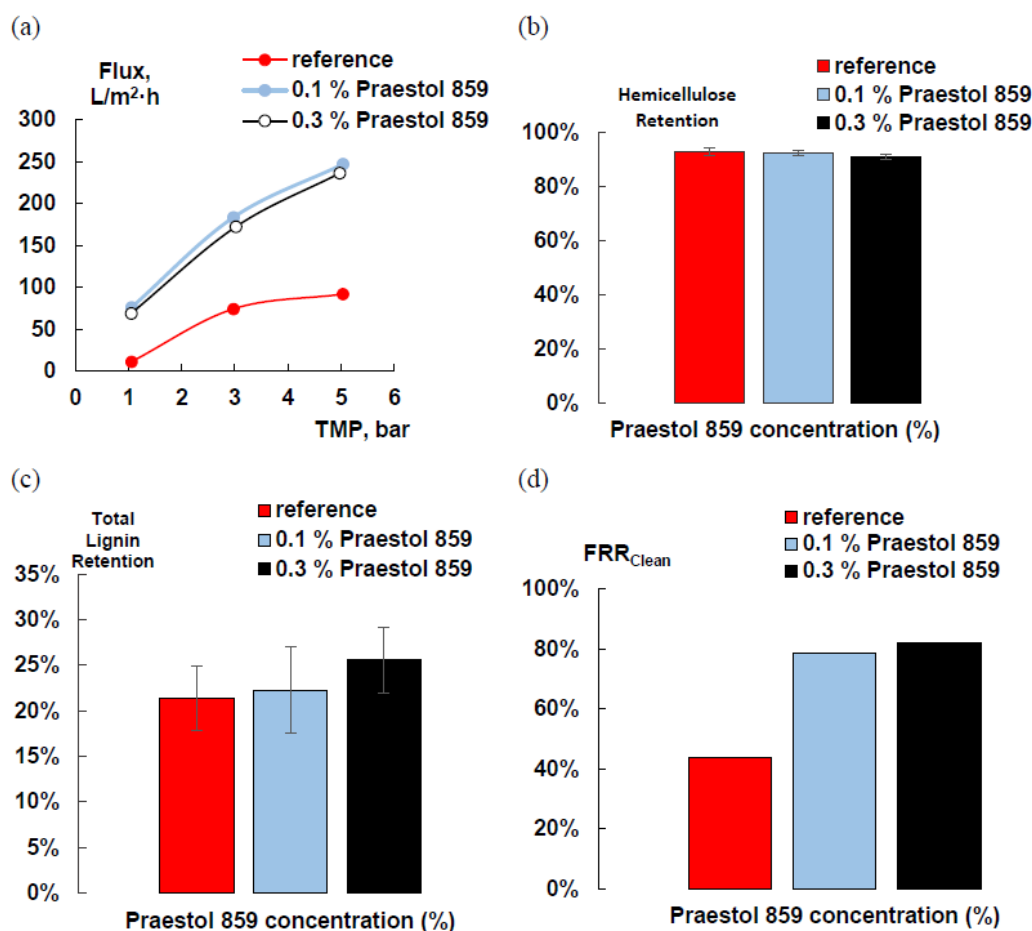 (a)
Flux,
L/m²·h
reference
0.1 % Praestol 859
0.3 % Praestol 859
300
250
200
150
100
50
0
0 1 2 3 4 5 6
TMP, bar
(b)
Hemicellulose
Retention
reference
0.1 % Praestol 859
0.3 % Praestol 859
100%
80%
60%
40%
20%
0%
Praestol 859 concentration (%)
(c)
Total
Lignin
Retention
reference
0.1 % Praestol 859
0.3 % Praestol 859
35%
30%
25%
20%
15%
10%
5%
0%
Praestol 859 concentration (%)
(d)
FRR_Clean
reference
0.1 % Praestol 859
0.3 % Praestol 859
100%
80%
60%
40%
20%
0%
Praestol 859 concentration (%)